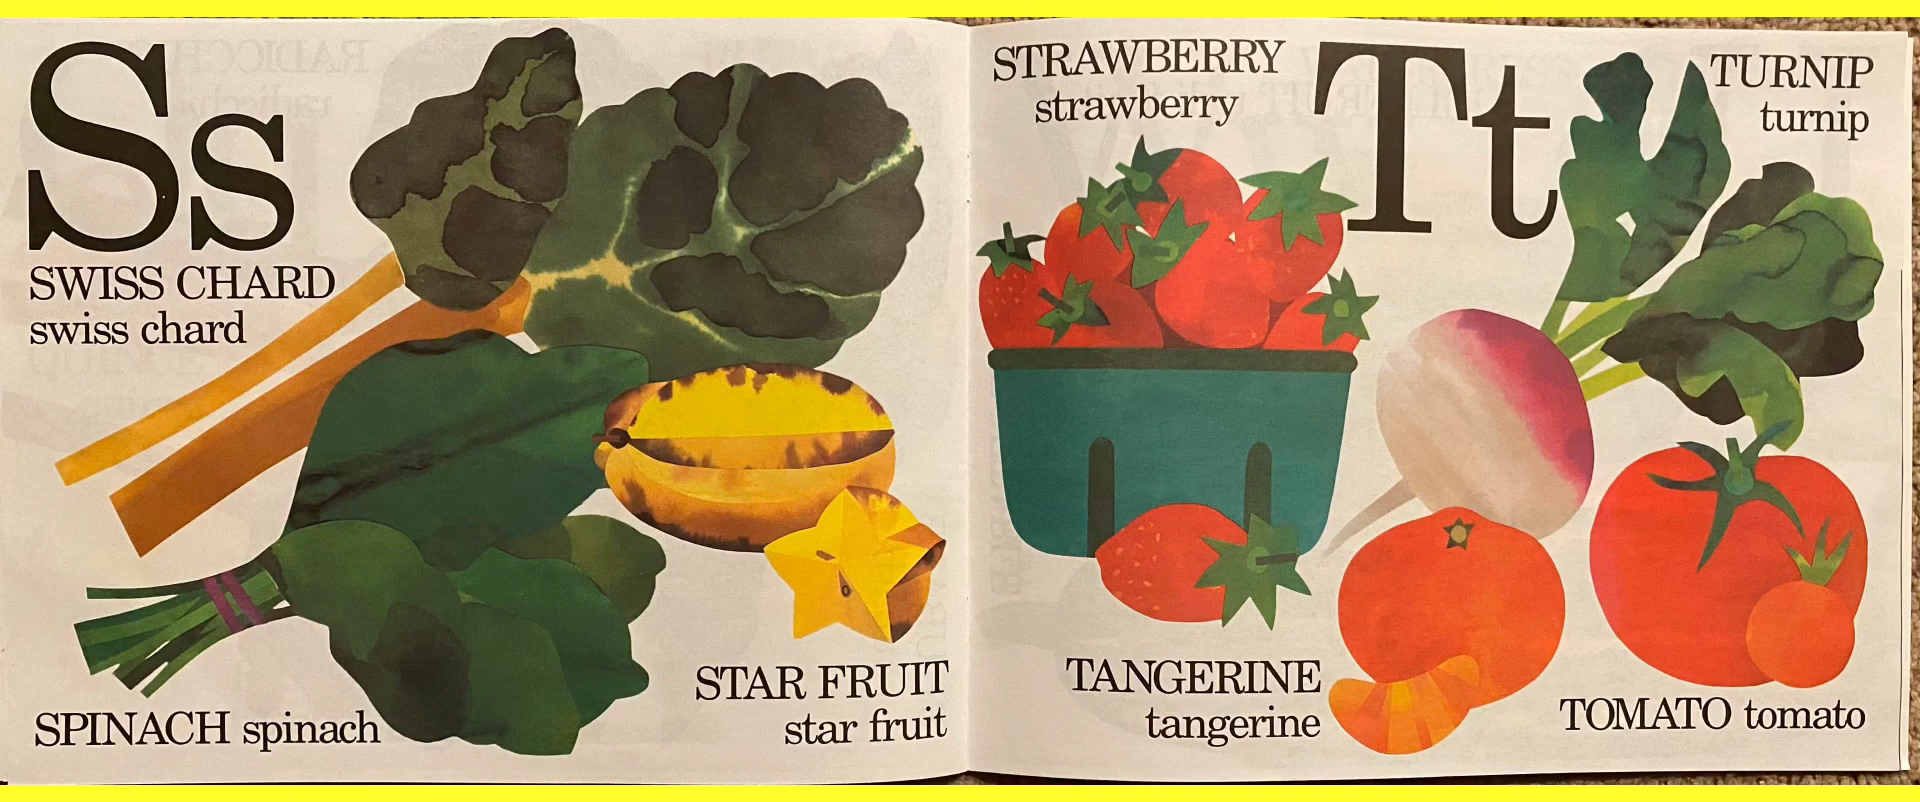 Ss
SWISS CHARD
swiss chard
SPINACH spinach
STAR FRUIT
star fruit
STRAWBERRY
strawberry
Tt
TURNIP
turnip
TANGERINE
tangerine
TOMATO tomato